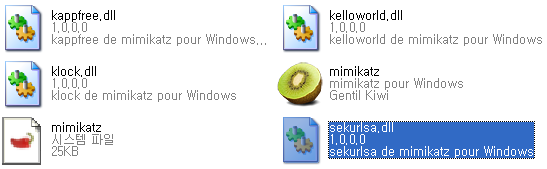 kappfree.dll
1,0,0,0
kappfree de mimikatz pour Windows...
kelloworld.dll
1,0,0,0
kelloworld de mimikatz pour Windows
klock.dll
1,0,0,0
klock de mimikatz pour Windows
mimikatz
mimikatz pour Windows
Gentil Kiwi
mimikatz
시스템 파일
25KB
sekurlsa.dll
1,0,0,0
sekurlsa de mimikatz pour Windows